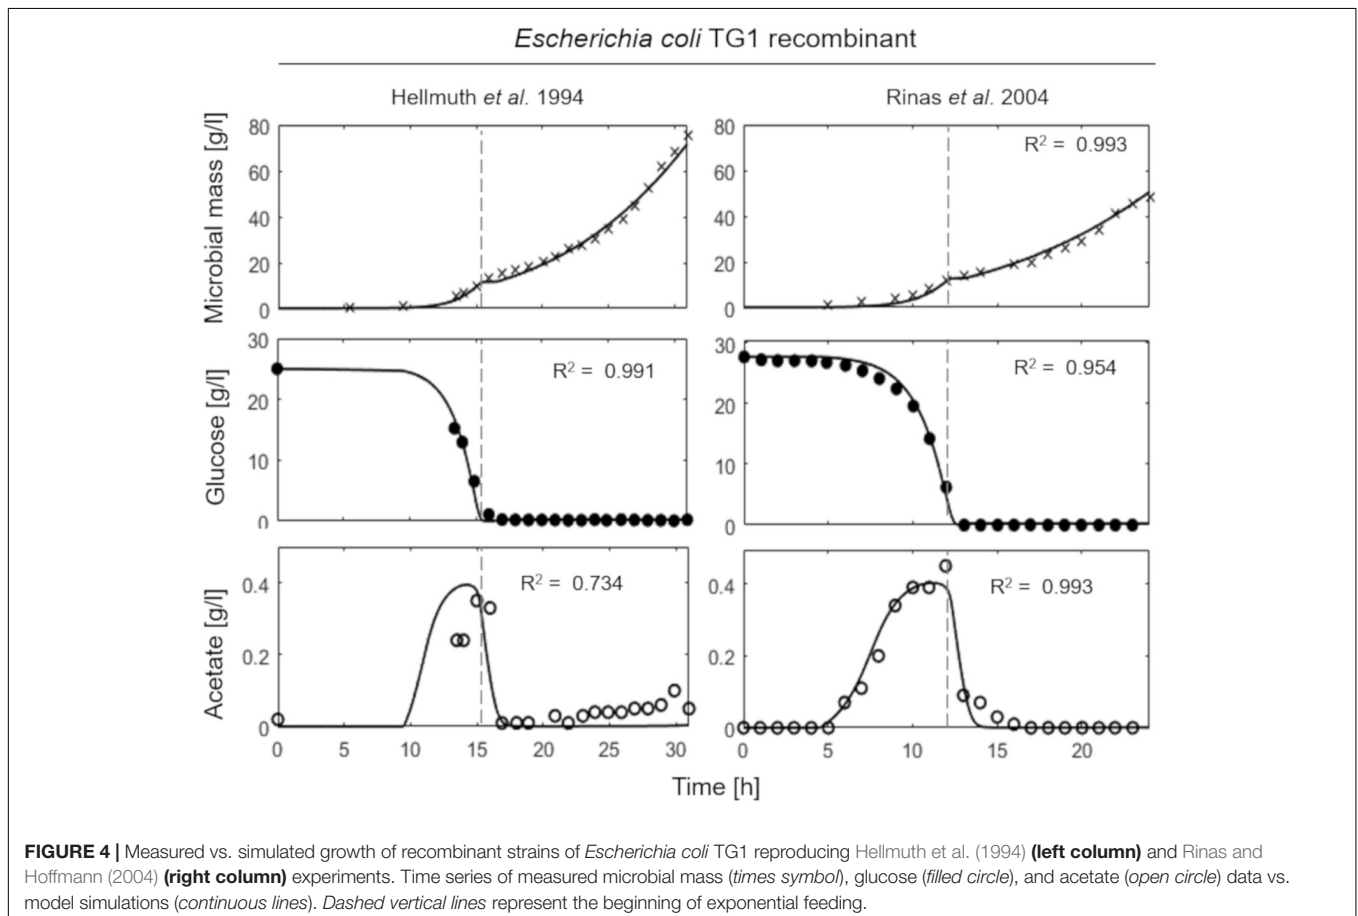 Escherichia coli TG1 recombinant
Hellmuth et al. 1994
Rinas et al. 2004
Microbial mass [g/l]
80
60
40
20
0
80
60
40
20
0
R² = 0.993
Glucose [g/l]
30
20
10
0
R² = 0.991
30
20
10
0
R² = 0.954
Acetate [g/l]
0.4
0.2
0
R² = 0.734
0.4
0.2
0
R² = 0.993
0 5 10 15 20 25 30
0 5 10 15 20
Time [h]
FIGURE 4 | Measured vs. simulated growth of recombinant strains of Escherichia coli TG1 reproducing Hellmuth et al. (1994) (left column) and Rinas and
Hoffmann (2004) (right column) experiments. Time series of measured microbial mass (times symbol), glucose (filled circle), and acetate (open circle) data vs.
model simulations (continuous lines). Dashed vertical lines represent the beginning of exponential feeding.